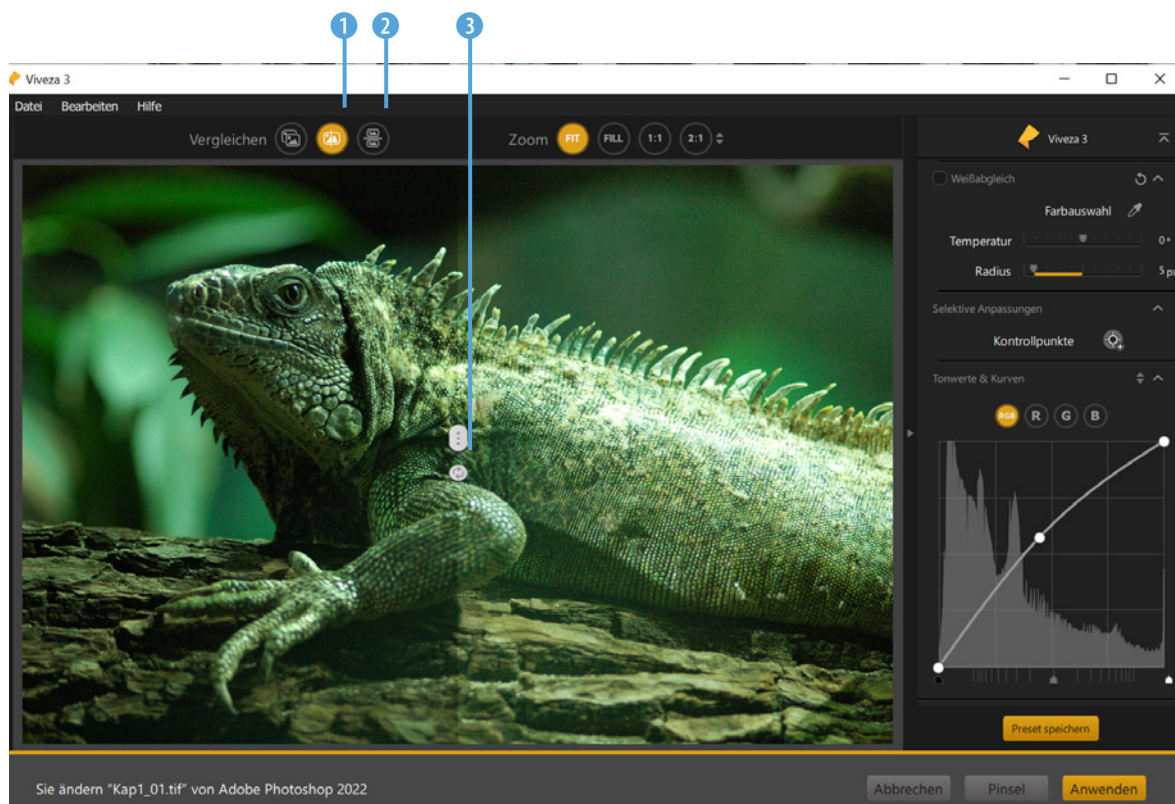 1 2 3
Viveza 3
Datei Bearbeiten Hilfe
Vergleichen Zoom FIT FILL 1:1 2:1
Viveza 3
Weißabgleich
Farbauswahl
Temperatur 0°
Radius 5 px
Selektive Anpassungen
Kontrollpunkte
Tonwerte & Kurven
RGB R G B
Preset speichern
Sie ändern "Kap1_01.tif" von Adobe Photoshop 2022 Abbrechen Pinsel Anwenden